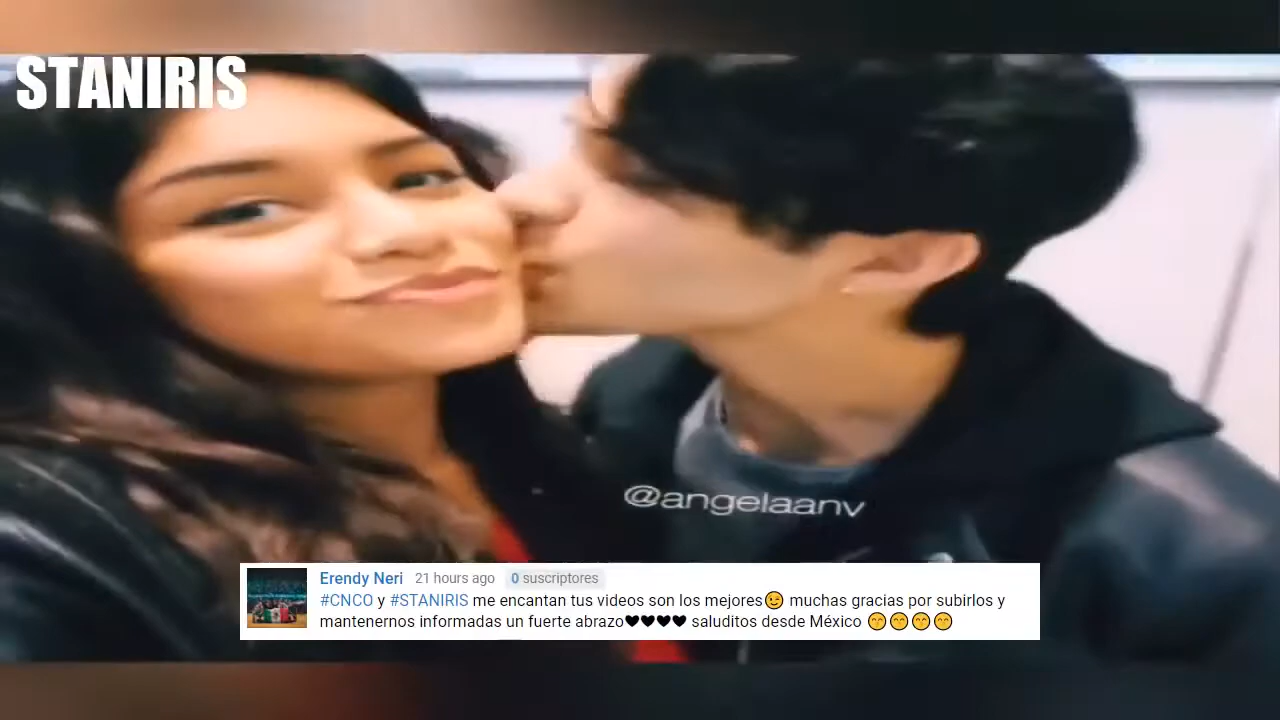 STANIRIS
@angelaanv
Erendy Neri 21 hours ago 0 suscriptores
#CNCO y #STANIRIS me encantan tus videos son los mejores😉 muchas gracias por subirlos y
mantenernos informadas un fuerte abrazo♥♥♥♥ saluditos desde México 😊😊😊😊